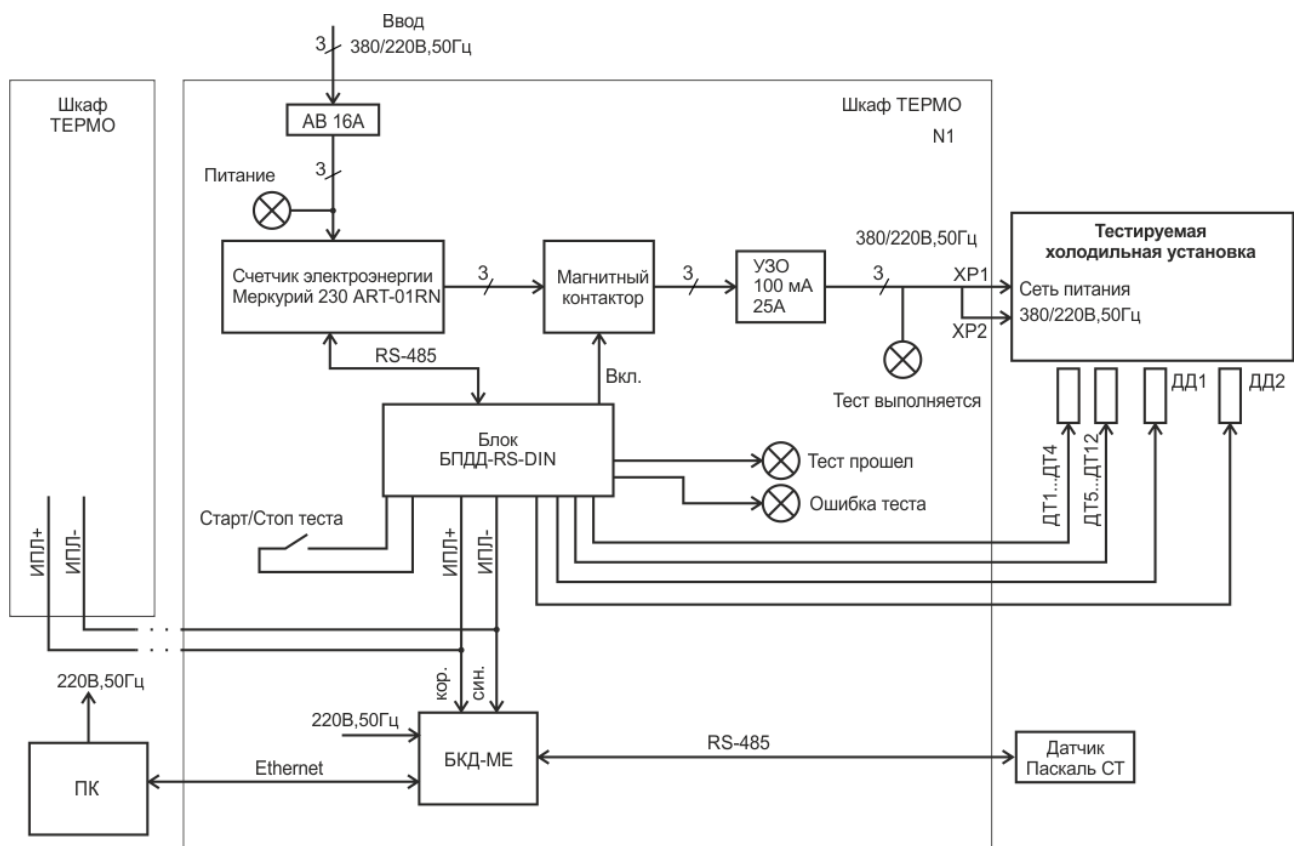 Ввод
3
380/220В,50Гц
Шкаф
ТЕРМО
Шкаф ТЕРМО
N1
АВ 16А
3
Питание
Счетчик электроэнергии
Меркурий 230 ART-01RN
3
Магнитный
контактор
3
УЗО
100 мА
25А
380/220В,50Гц
3
ХР1
ХР2
Тестируемая
холодильная установка
Сеть питания
380/220В,50Гц
RS-485
Вкл.
Тест выполняется
ДД1
ДД2
Блок
БПДД-RS-DIN
Тест прошел
Ошибка теста
ДТ1...ДТ4
ДТ5...ДТ12
Старт/Стоп теста
ИПЛ+
ИПЛ-
ИПЛ+
ИПЛ-
кор.
син.
220В,50Гц
220В,50Гц
БКД-МЕ
RS-485
Датчик
Паскаль СТ
Ethernet
ПК